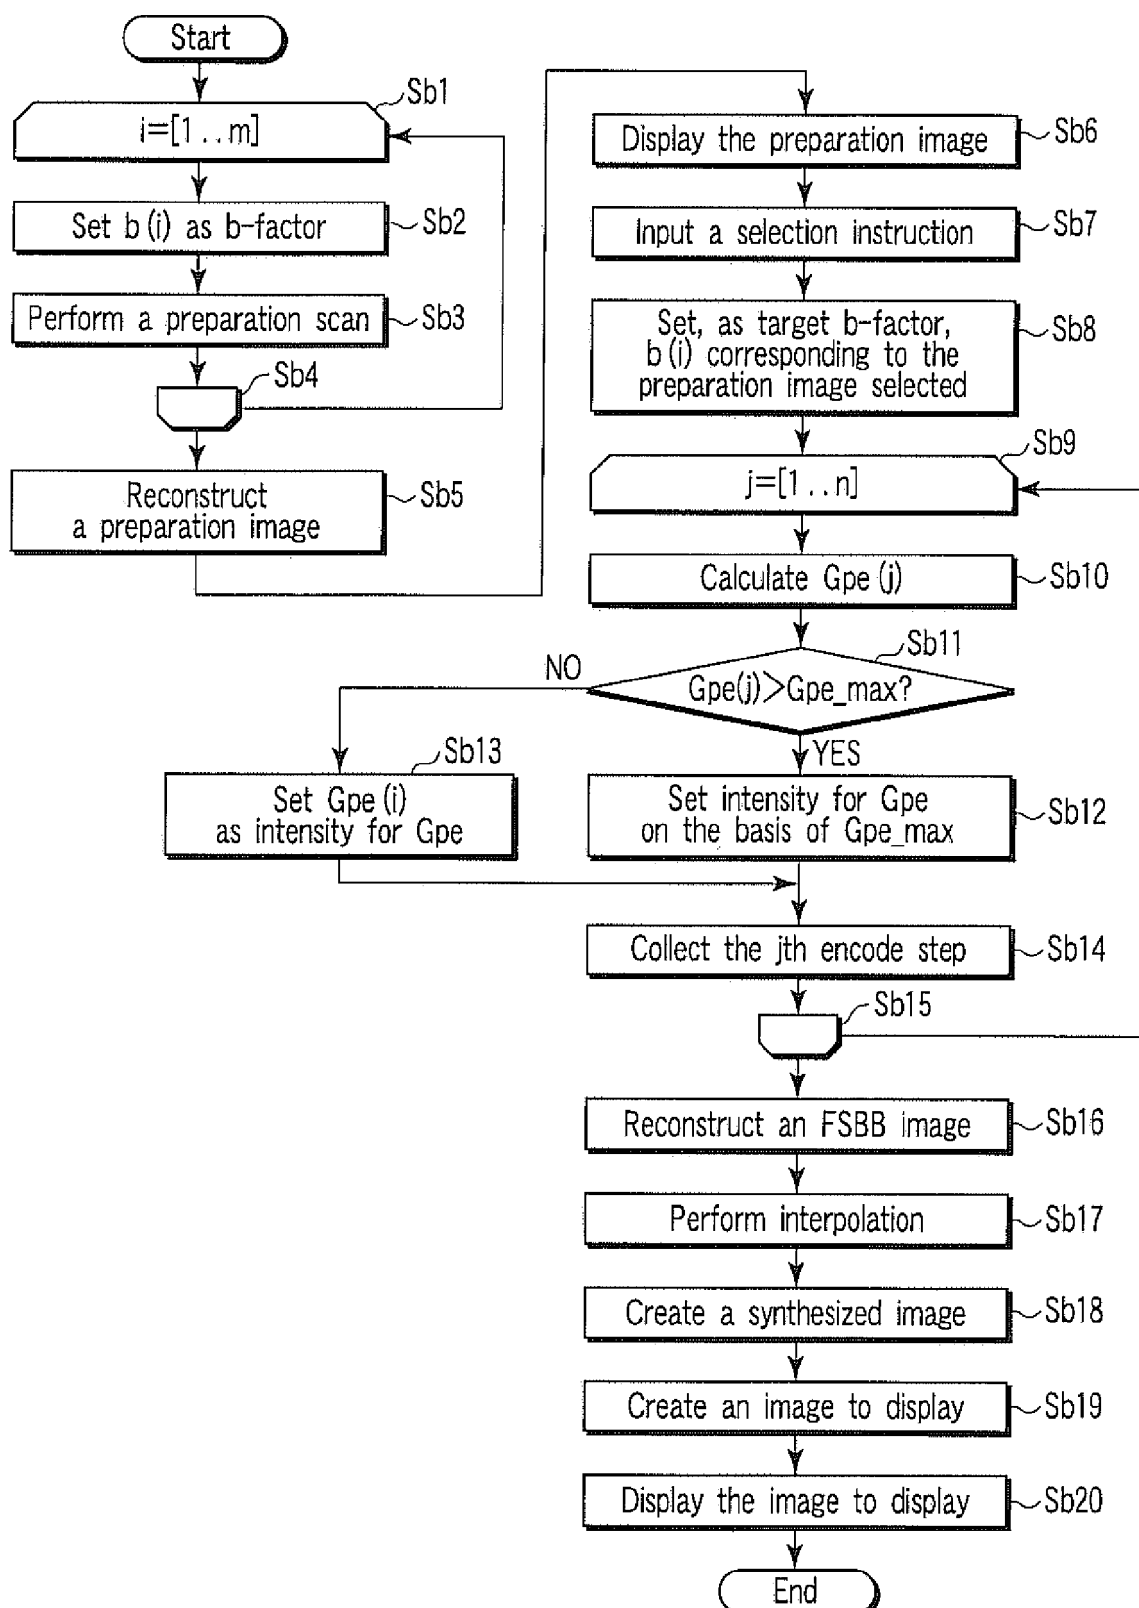 Start
Sb1
i=[1..m]
Set b(i) as b-factor
Sb2
Perform a preparation scan
Sb3
Sb4
Reconstruct
a preparation image
Sb5
Display the preparation image
Sb6
Input a selection instruction
Sb7
Set, as target b-factor,
b(i) corresponding to the
preparation image selected
Sb8
Sb9
j=[1..n]
Calculate Gpe(j)
Sb10
Sb11
Gpe(j)>Gpe_max?
NO
YES
Sb13
Set Gpe(i)
as intensity for Gpe
Set intensity for Gpe
on the basis of Gpe_max
Sb12
Collect the jth encode step
Sb14
Sb15
Reconstruct an FSBB image
Sb16
Perform interpolation
Sb17
Create a synthesized image
Sb18
Create an image to display
Sb19
Display the image to display
Sb20
End